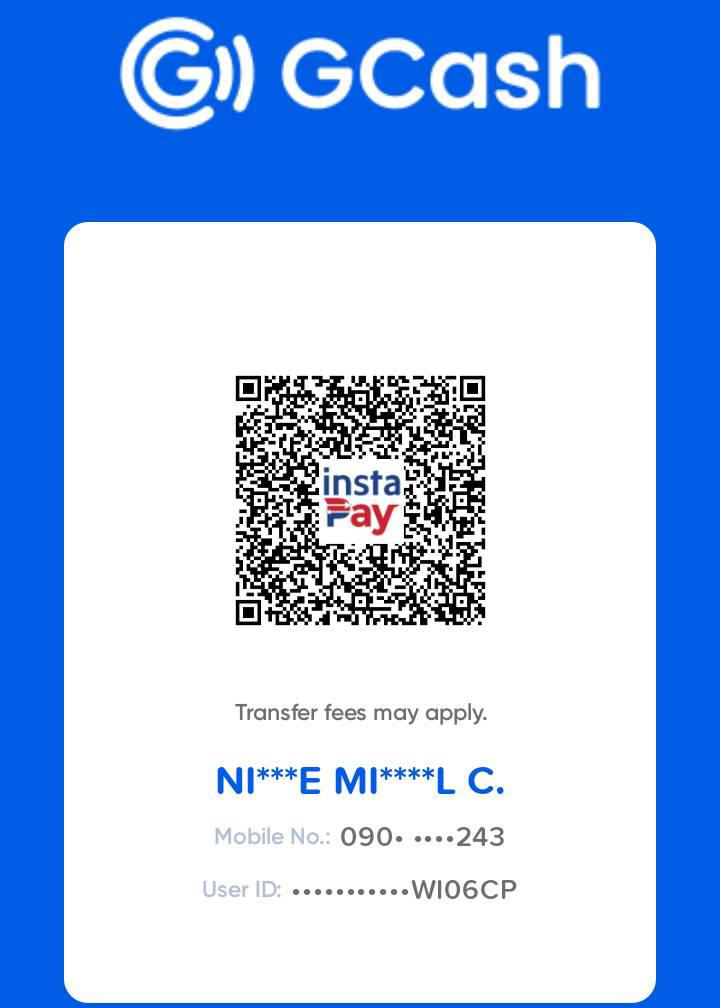 GCash
insta
Pay
Transfer fees may apply.
NI***E MI****L C.
Mobile No.: 090• ••••243
User ID: •••••••••••WI06CP